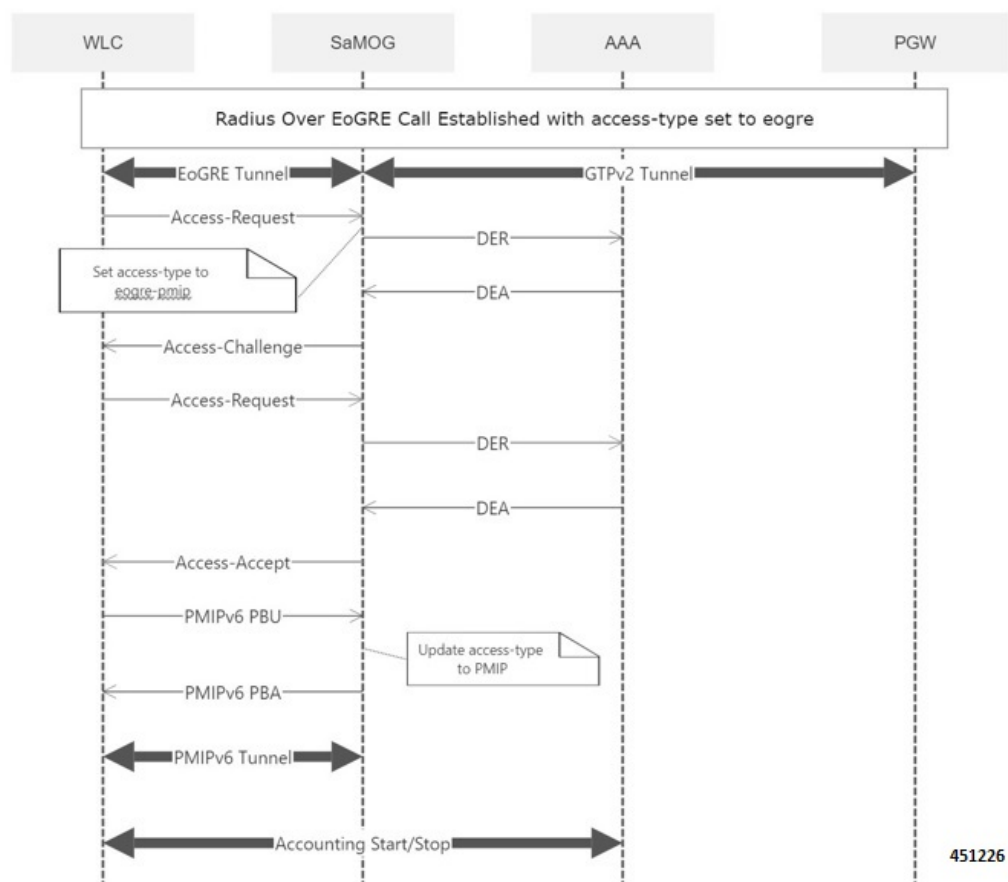 WLC SaMOG AAA PGW
Radius Over EoGRE Call Established with access-type set to eogre
EoGRE Tunnel GTPv2 Tunnel
Access-Request
DER
Set access-type to
eogre-pmip
DEA
Access-Challenge
Access-Request
DER
DEA
Access-Accept
PMIPv6 PBU
Update access-type
to PMIP
PMIPv6 PBA
PMIPv6 Tunnel
Accounting Start/Stop
451226